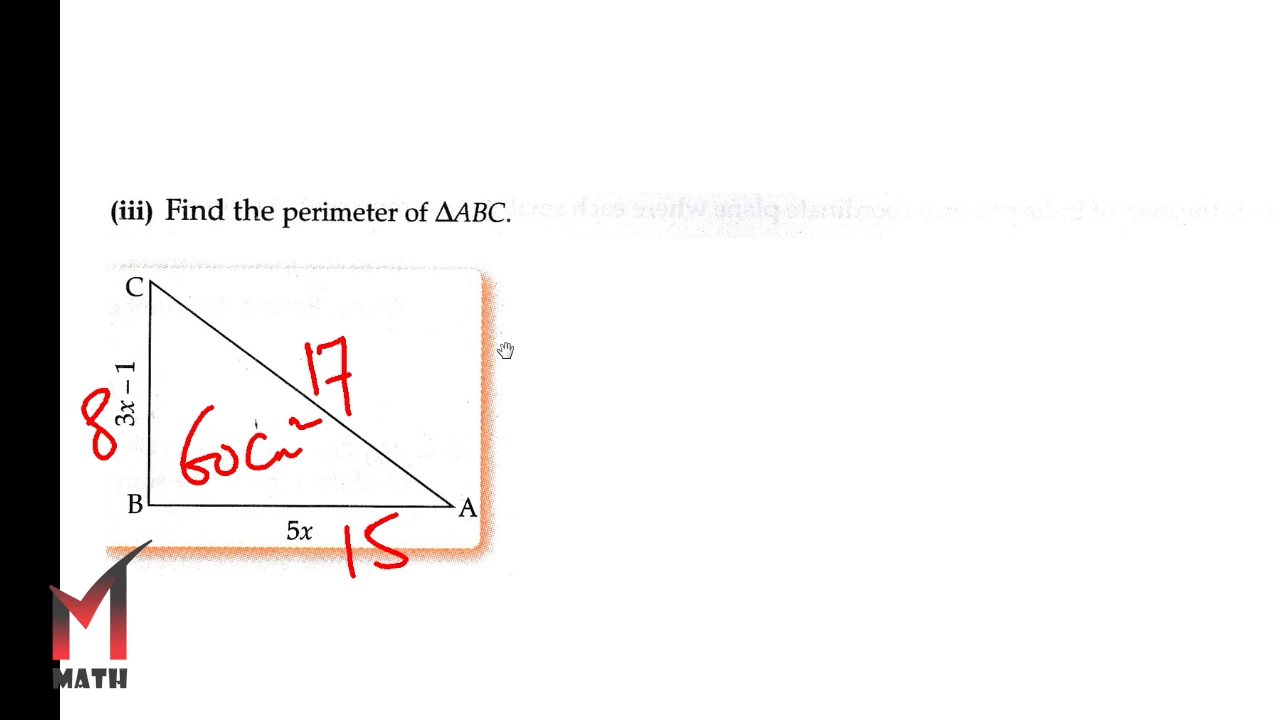 (iii) Find the perimeter of ΔABC.
C
17
3x – 1
8
60cm²
B
A
5x
15
MATH